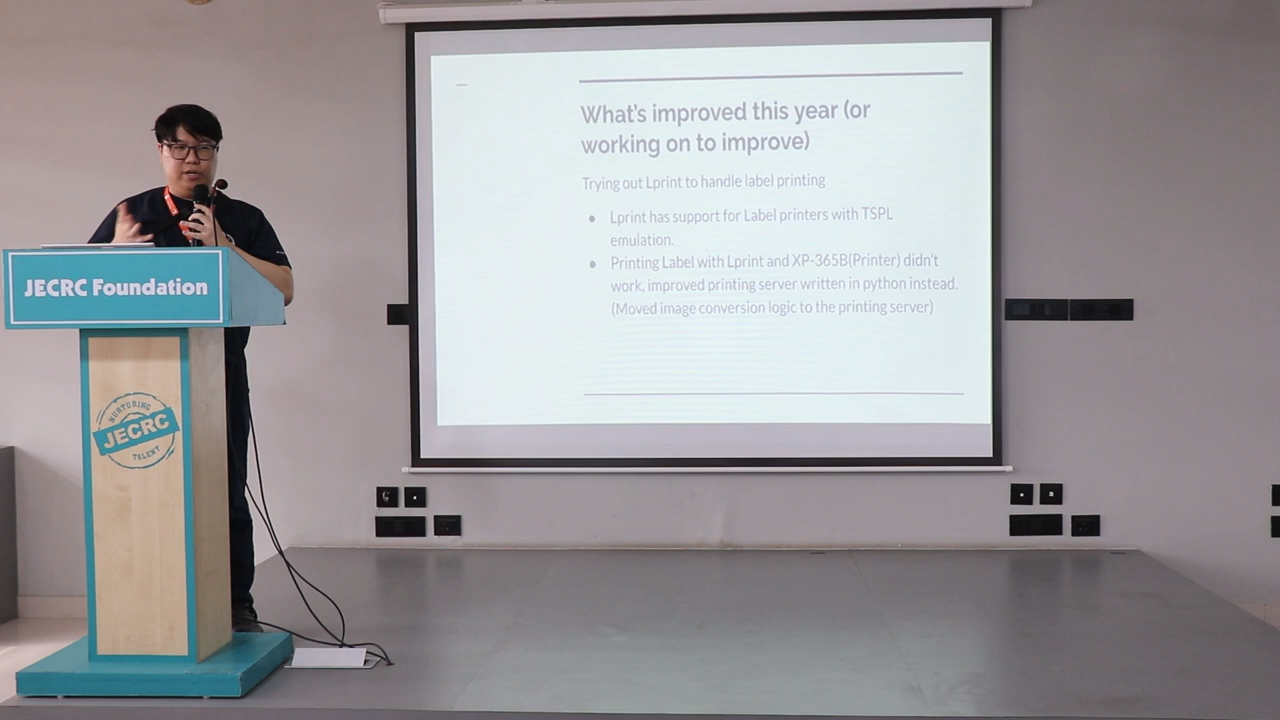 What's improved this year (or
working on to improve)
Trying out Lprint to handle label printing
● Lprint has support for Label printers with TSPL
emulation.
● Printing Label with Lprint and XP-365B(Printer) didn't
work, improved printing server written in python instead.
(Moved image conversion logic to the printing server)
JECRC Foundation
NURTURING
JECRC
TALENT